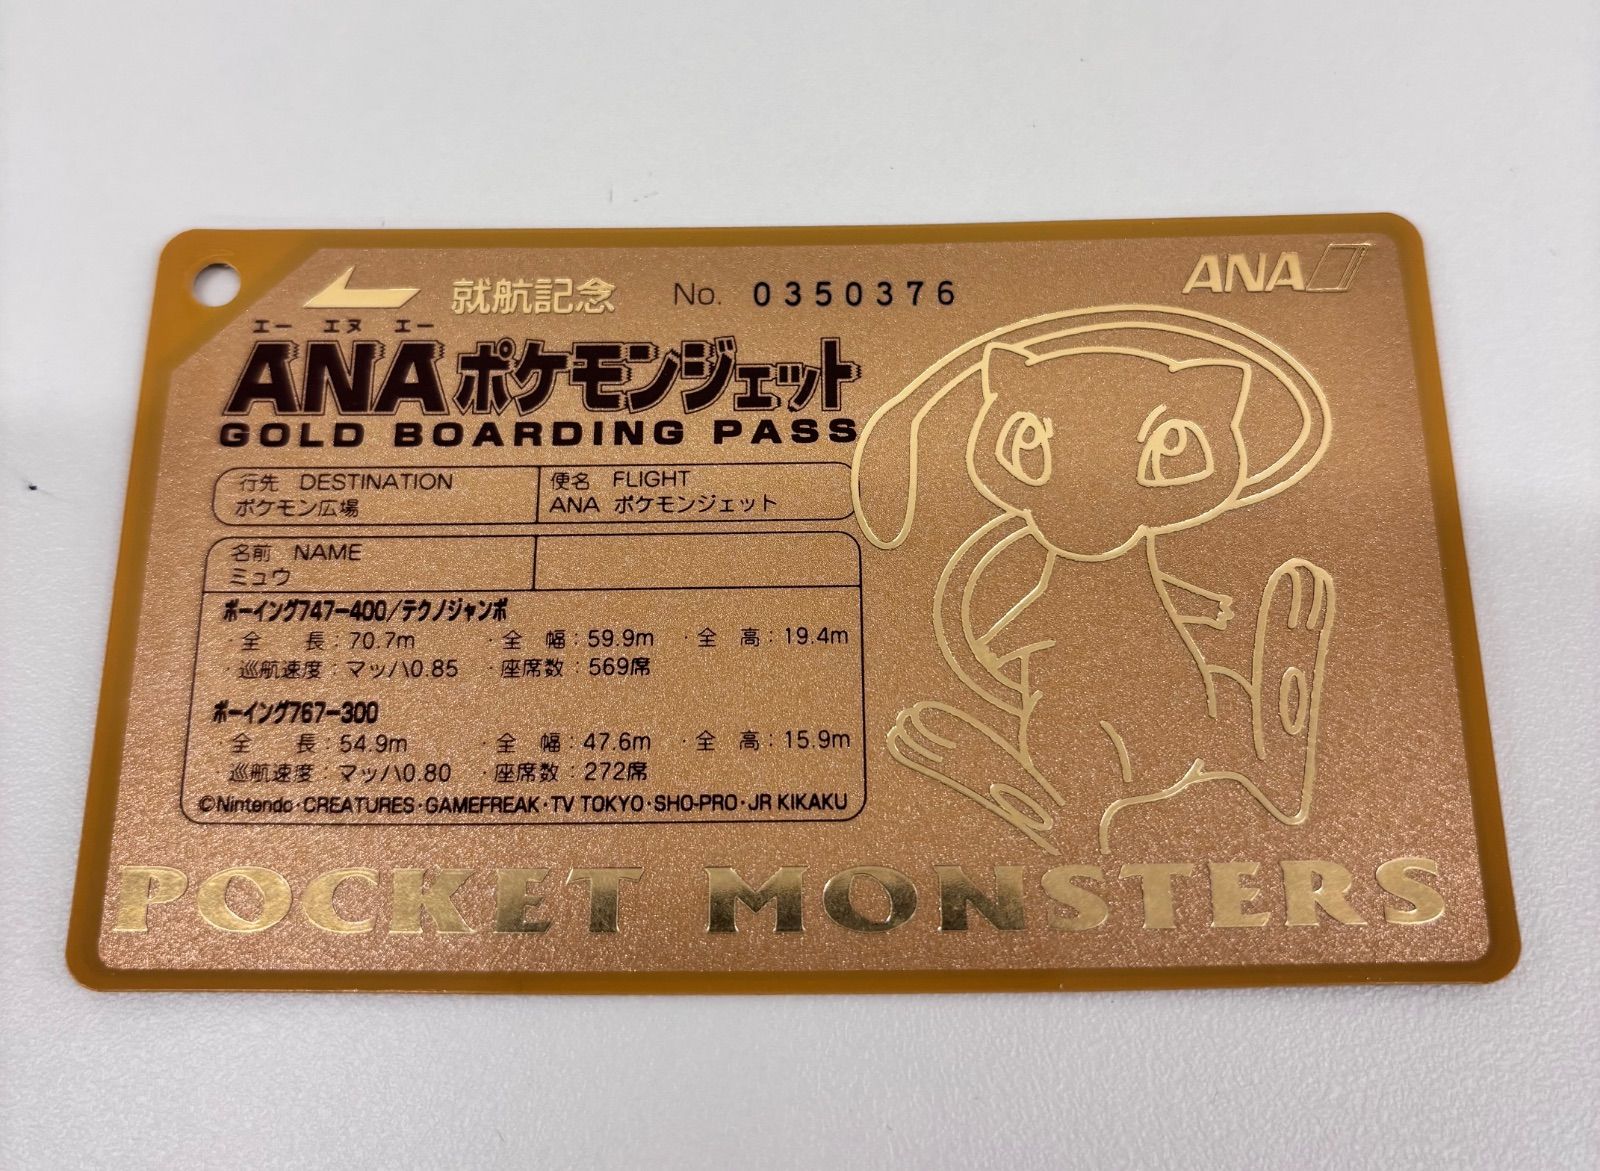 就航記念 No. 0350376
ANA
エー エヌ エー
ANAポケモンジェット
GOLD BOARDING PASS
行先 DESTINATION
ポケモン広場
便名 FLIGHT
ANA ポケモンジェット
名前 NAME
ミュウ
ボーイング747-400/テクノジャンボ
・全 長：70.7m ・全 幅：59.9m ・全 高：19.4m
・巡航速度：マッハ0.85 ・座席数：569席
ボーイング767-300
・全 長：54.9m ・全 幅：47.6m ・全 高：15.9m
・巡航速度：マッハ0.80 ・座席数：272席
©Nintendo・CREATURES・GAMEFREAK・TV TOKYO・SHO-PRO・JR KIKAKU
POCKET MONSTERS